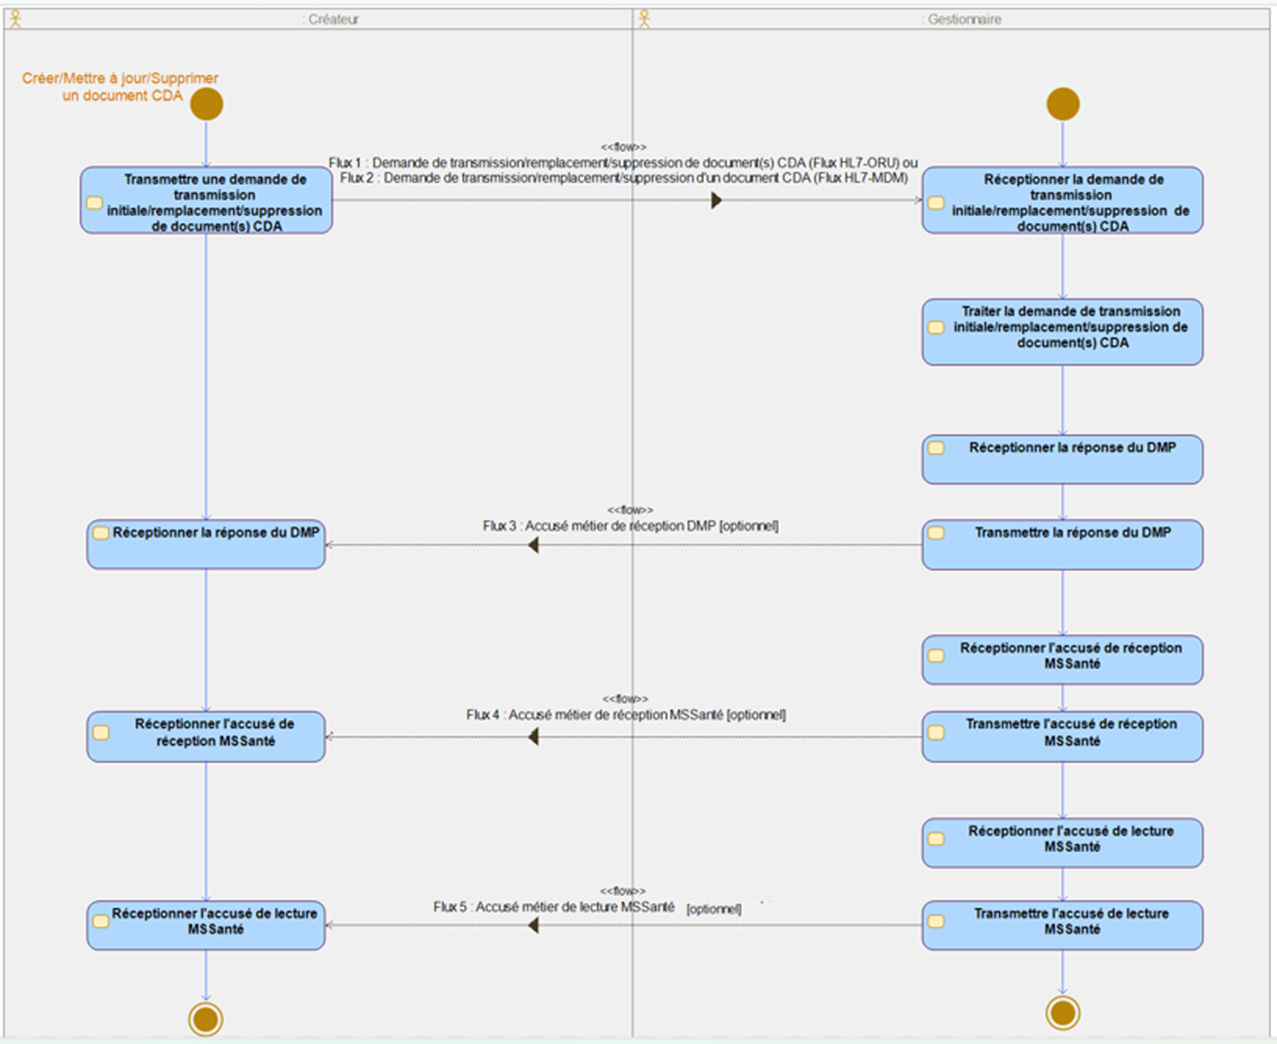 : Créateur
: Gestionnaire
Créer/Mettre à jour/Supprimer
un document CDA
<<flow>>
Flux 1 : Demande de transmission/remplacement/suppression de document(s) CDA (Flux HL7-ORU) ou
Flux 2 : Demande de transmission/remplacement/suppression d'un document CDA (Flux HL7-MDM)
Transmettre une demande de
transmission
initiale/remplacement/suppression
de document(s) CDA
Réceptionner la demande de
transmission
initiale/remplacement/suppression de
document(s) CDA
Traiter la demande de transmission
initiale/remplacement/suppression de
document(s) CDA
Réceptionner la réponse du DMP
<<flow>>
Flux 3 : Accusé métier de réception DMP [optionnel]
Réceptionner la réponse du DMP
Transmettre la réponse du DMP
Réceptionner l'accusé de réception
MSSanté
<<flow>>
Flux 4 : Accusé métier de réception MSSanté [optionnel]
Réceptionner l'accusé de
réception MSSanté
Transmettre l'accusé de réception
MSSanté
Réceptionner l'accusé de lecture
MSSanté
<<flow>>
Flux 5 : Accusé métier de lecture MSSanté [optionnel]
Réceptionner l'accusé de lecture
MSSanté
Transmettre l'accusé de lecture
MSSanté